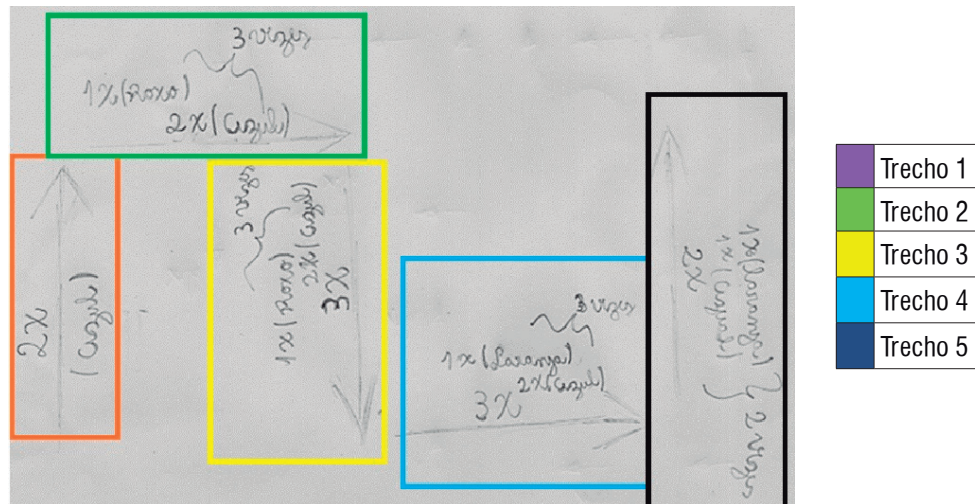 3 vezes
1x (Roxo)
2x (Azul)
2x
(Azul)
3 vezes
1x (Roxo)
2x (Azul)
3x
3 vezes
1x (Laranja)
2x (Azul)
3x
1x (Laranja)
1x (Azul)
2x
2 vezes
Trecho 1
Trecho 2
Trecho 3
Trecho 4
Trecho 5